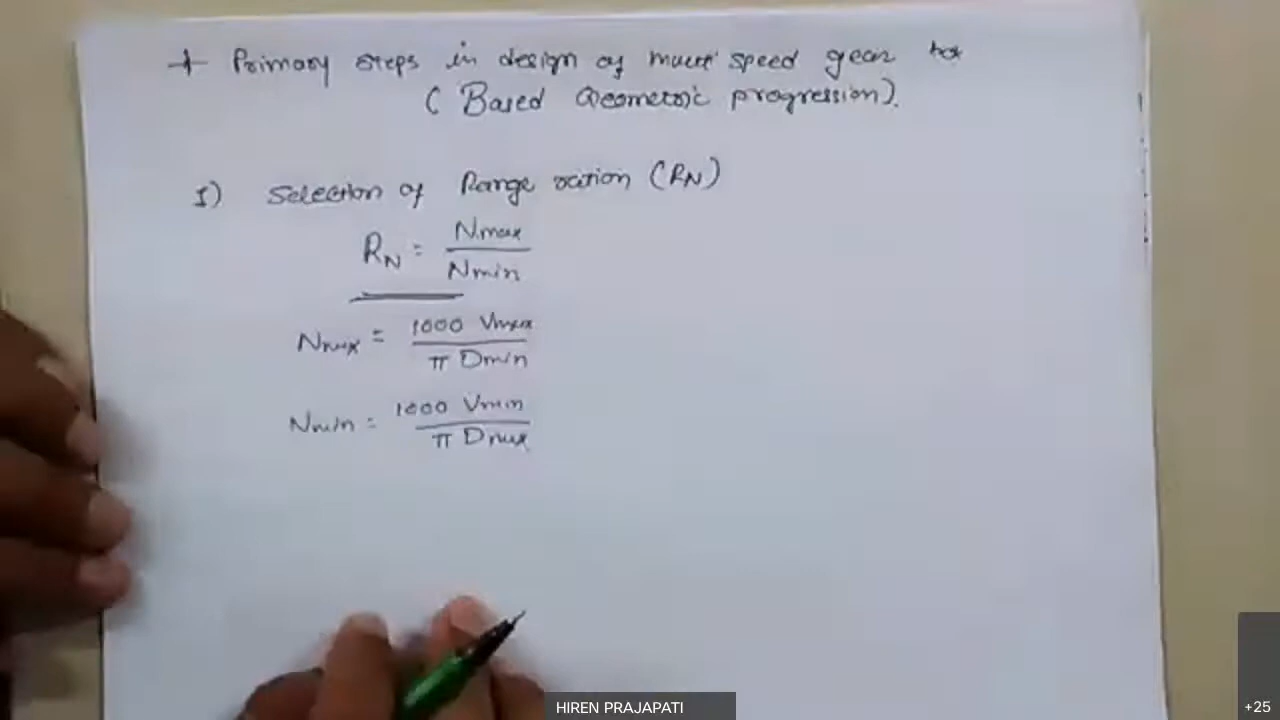 + Primary steps in design of multi speed gear box
(Based Geometric progression).
1) Selection of Range ration (RN)
RN = Nmax / Nmin
Nmax = 1000 Vmax / π Dmin
Nmin = 1000 Vmin / π Dmax
HIREN PRAJAPATI
+25